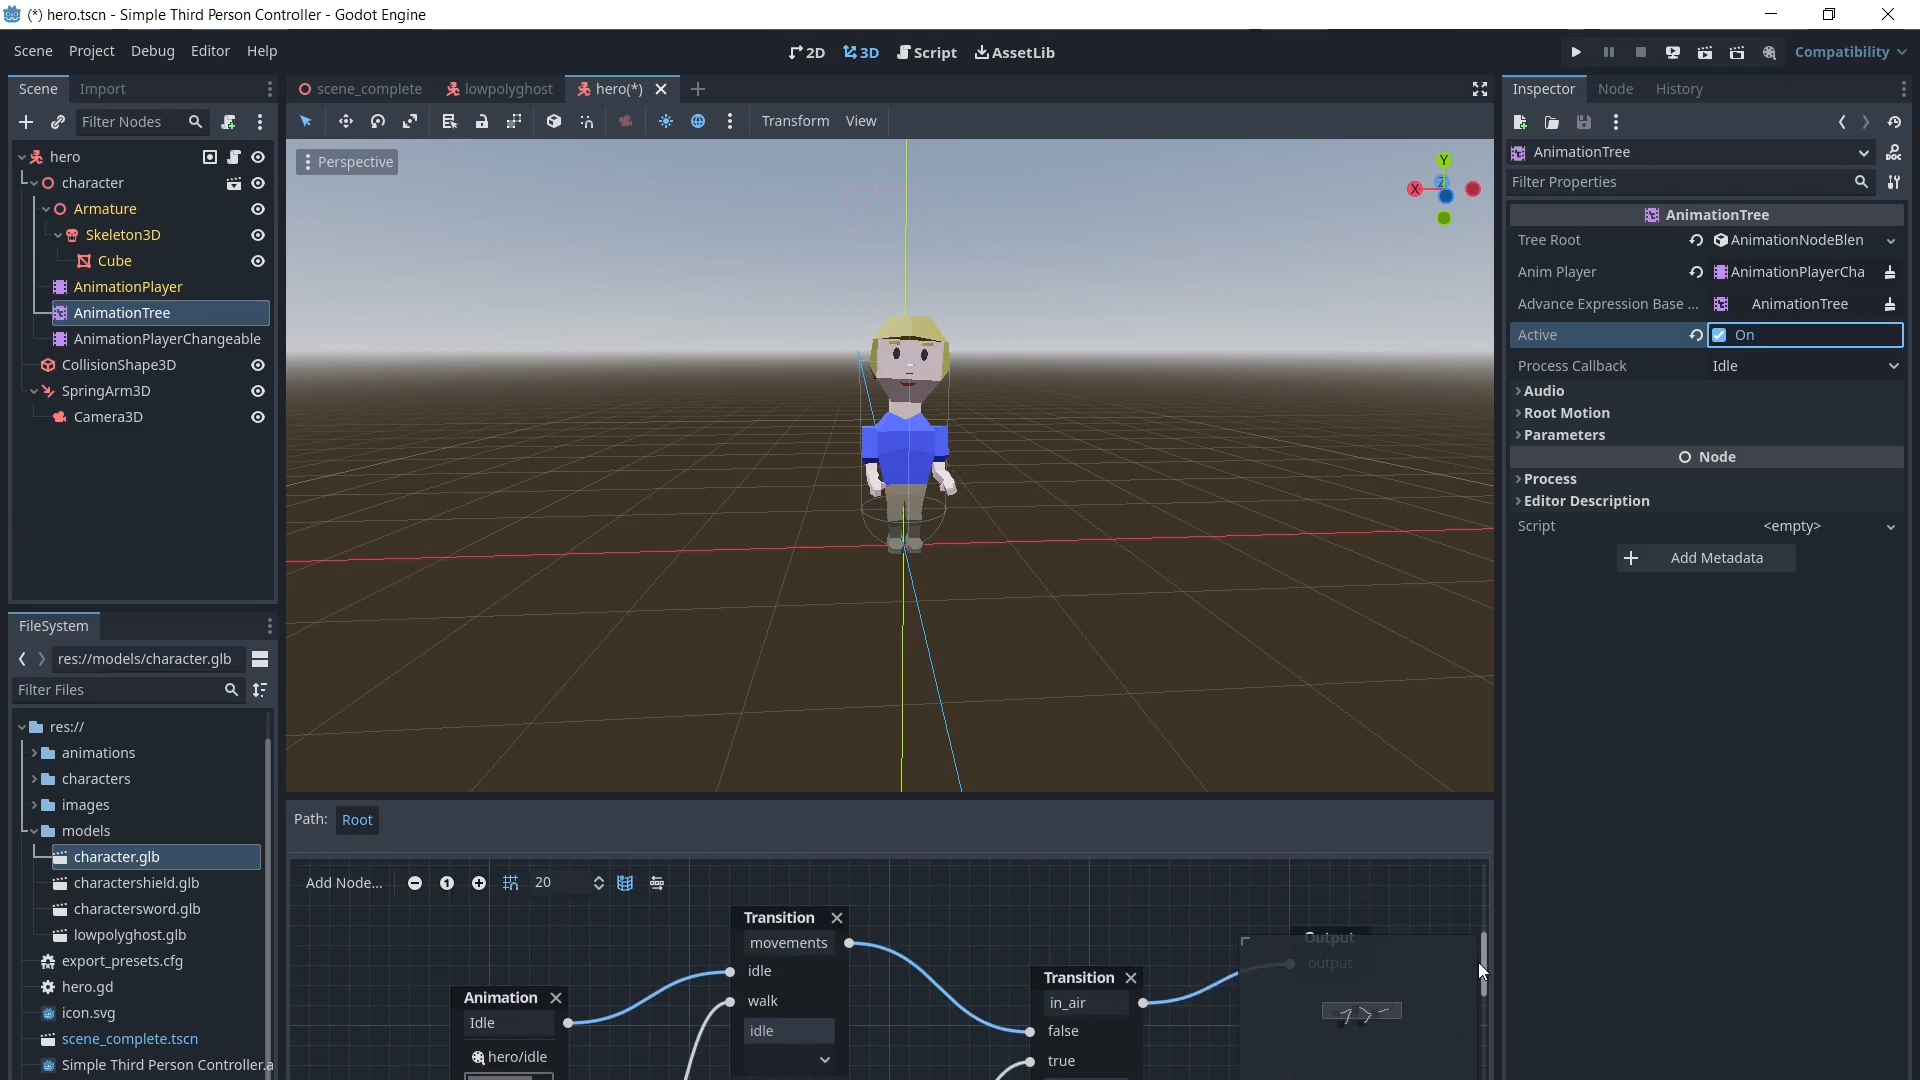 (*) hero.tscn - Simple Third Person Controller - Godot Engine
Scene Project Debug Editor Help
2D 3D Script AssetLib
Compatibility
Scene Import
Filter Nodes
hero
character
Armature
Skeleton3D
Cube
AnimationPlayer
AnimationTree
AnimationPlayerChangeable
CollisionShape3D
SpringArm3D
Camera3D
FileSystem
res://models/character.glb
Filter Files
res://
animations
characters
images
models
character.glb
charactershield.glb
charactersword.glb
lowpolyghost.glb
export_presets.cfg
hero.gd
icon.svg
scene_complete.tscn
Simple Third Person Controller.a
scene_complete lowpolyghost hero(*)
Transform View
Perspective
Y
X Z
Path: Root
Add Node... 1 20
Transition
movements
idle
walk
idle
Animation
Idle
hero/idle
Transition
in_air
false
true
Output
output
Inspector Node History
AnimationTree
Filter Properties
AnimationTree
Tree Root AnimationNodeBlen
Anim Player AnimationPlayerCha
Advance Expression Base ... AnimationTree
Active On
Process Callback Idle
Audio
Root Motion
Parameters
Node
Process
Editor Description
Script <empty>
Add Metadata